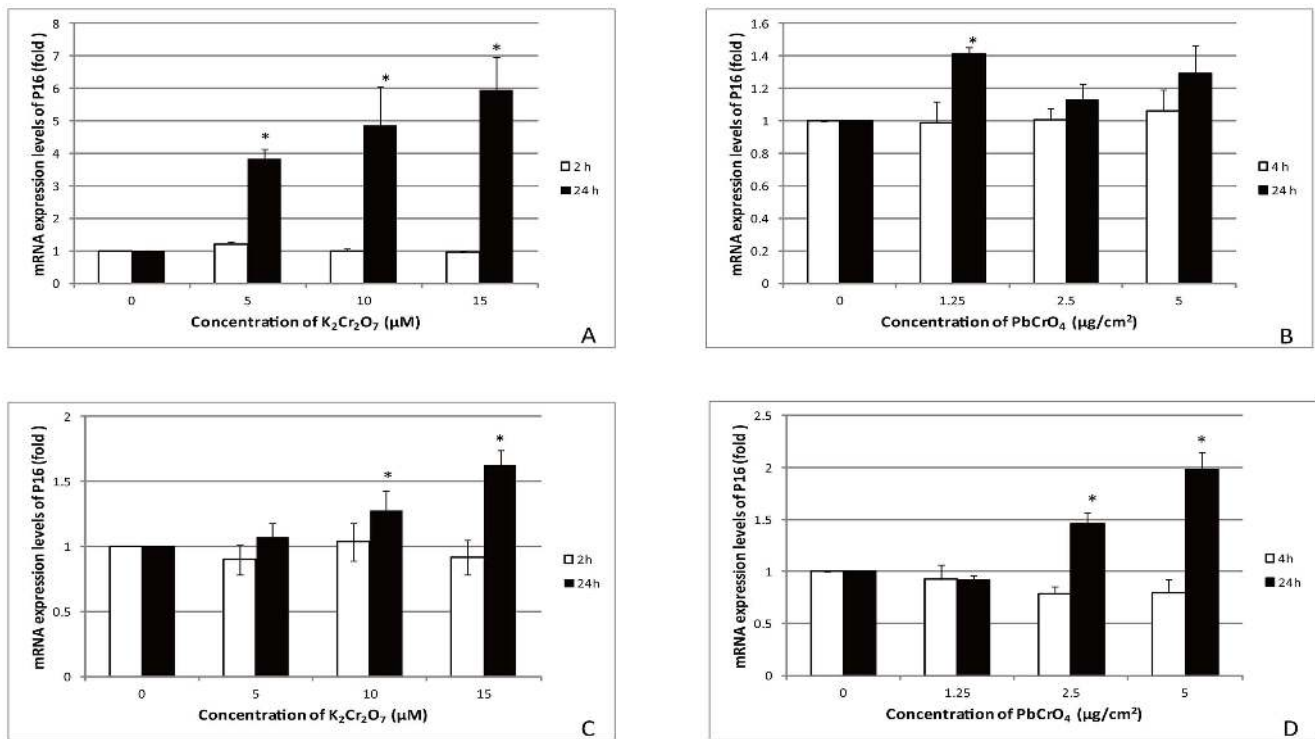 mRNA expression levels of P16 (fold )
8
7
6
5
4
3
2
1
0
*
*
*
0 5 10 15
Concentration of K₂Cr₂O₇ (µM)
2 h
24 h
A
mRNA expression levels of P16 (fold )
1.6
1.4
1.2
1
0.8
0.6
0.4
0.2
0
*
0 1.25 2.5 5
Concentration of PbCrO₄ (µg/cm²)
4 h
24 h
B
mRNA expression levels of P16 (fold )
2
1.5
1
0.5
0
*
*
0 5 10 15
Concentration of K₂Cr₂O₇ (µM)
2h
24h
C
mRNA expression levels of P16 (fold )
2.5
2
1.5
1
0.5
0
*
*
0 1.25 2.5 5
Concentration of PbCrO₄ (µg/cm²)
4h
24h
D